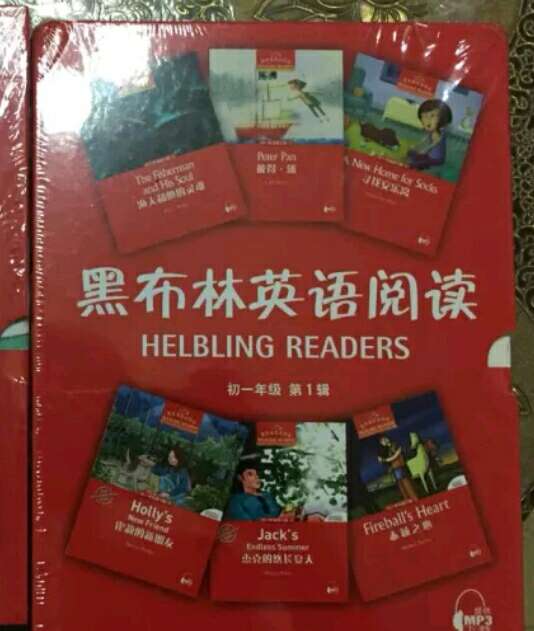 The Fisherman
and His Soul
渔夫和他的灵魂
Peter Pan
彼得·潘
A New Home for Socks
寻找安乐窝
黑布林英语阅读
HELBLING READERS
初一年级 第1辑
Holly's
New Friend
霍莉的新朋友
Jack's
Endless Summer
杰克的悠长夏天
Fireball's Heart
赤诚之心
提供
MP3